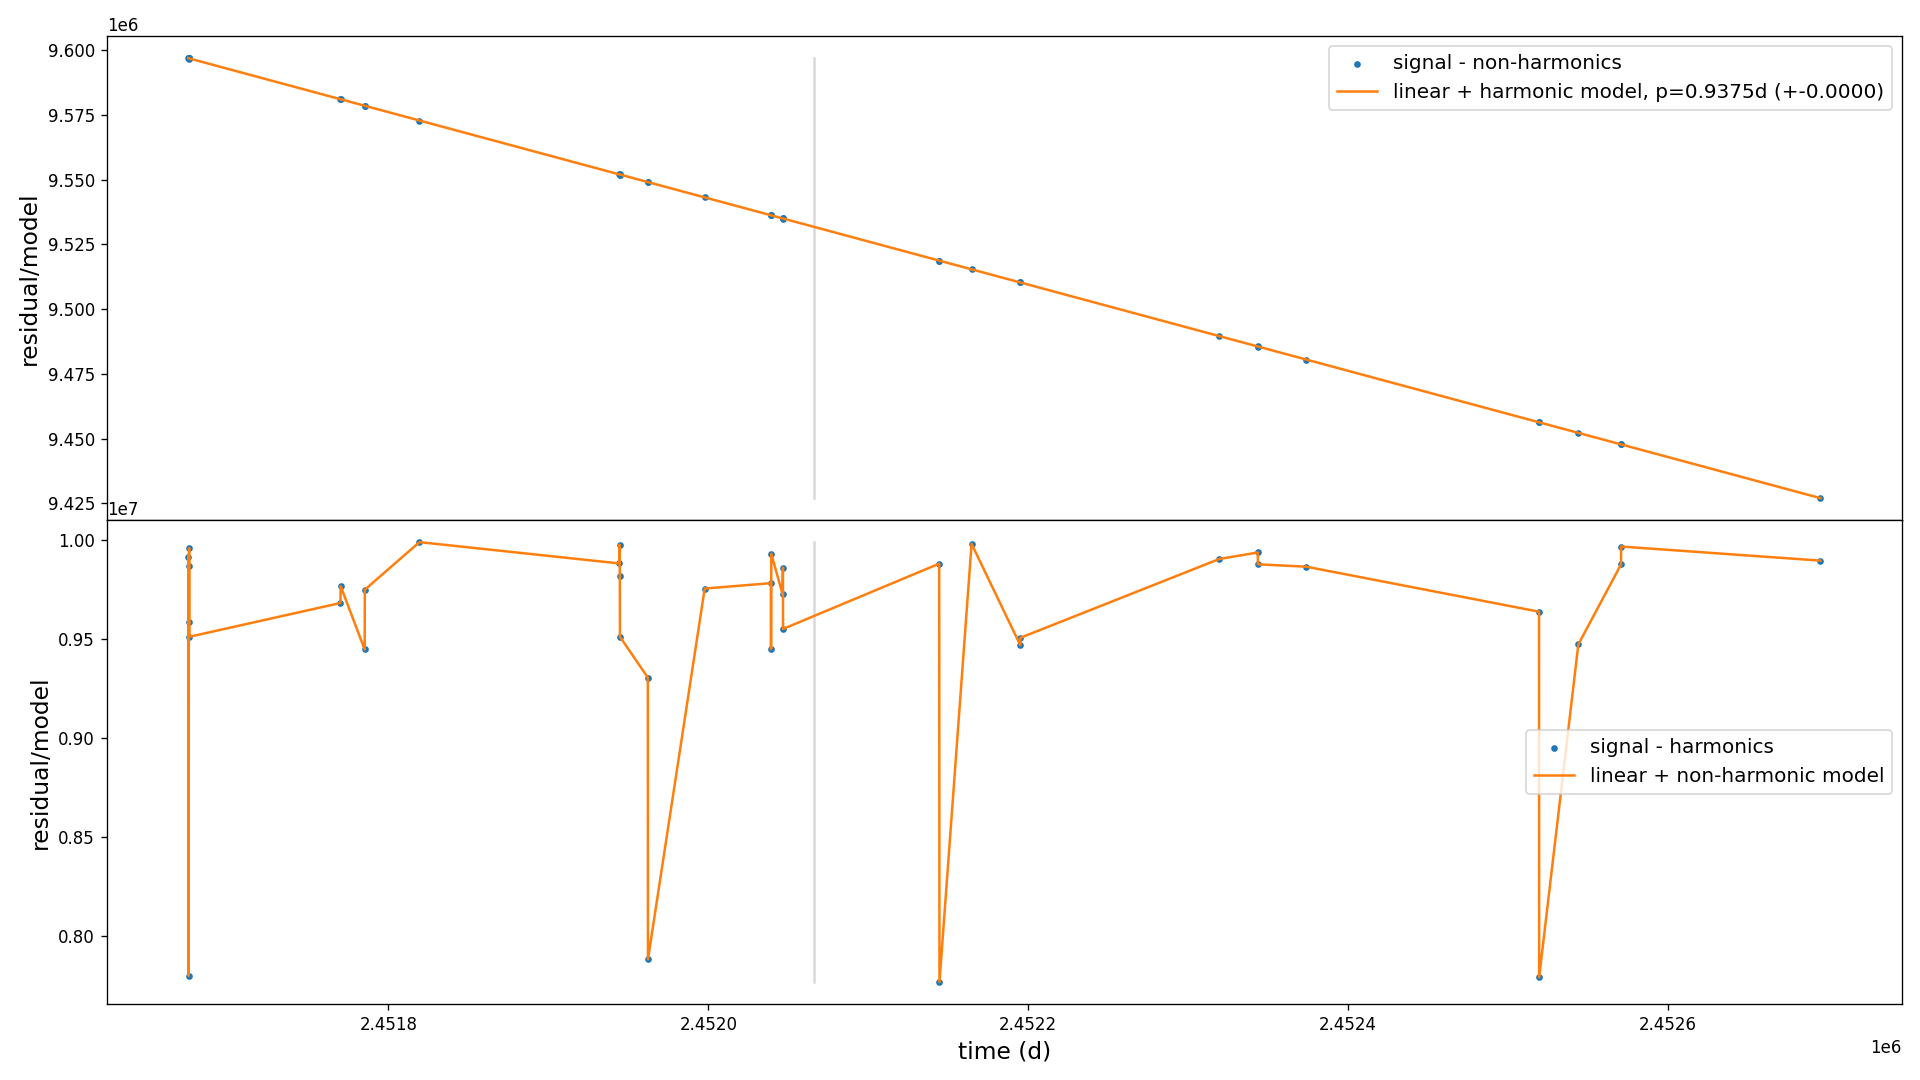 1e6
9.600
9.575
9.550
9.525
9.500
9.475
9.450
9.425
residual/model
signal - non-harmonics
linear + harmonic model, p=0.9375d (+-0.0000)
1e7
1.00
0.95
0.90
0.85
0.80
residual/model
signal - harmonics
linear + non-harmonic model
2.4518
2.4520
2.4522
2.4524
2.4526
time (d)
1e6